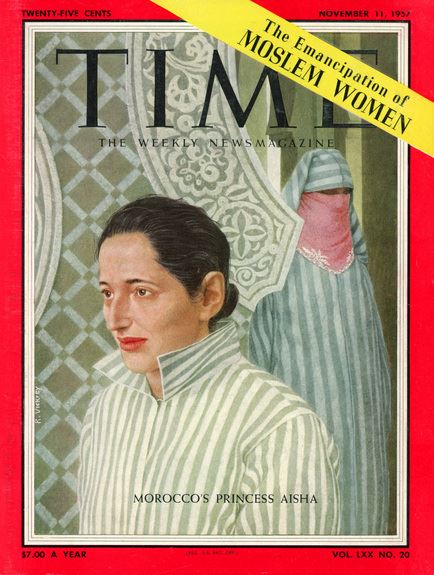 TWENTY-FIVE CENTS
NOVEMBER 11, 1957
The Emancipation of
MOSLEM WOMEN
TIME
THE WEEKLY NEWSMAGAZINE
MOROCCO'S PRINCESS AISHA
$7.00 A YEAR
VOL. LXX NO. 20